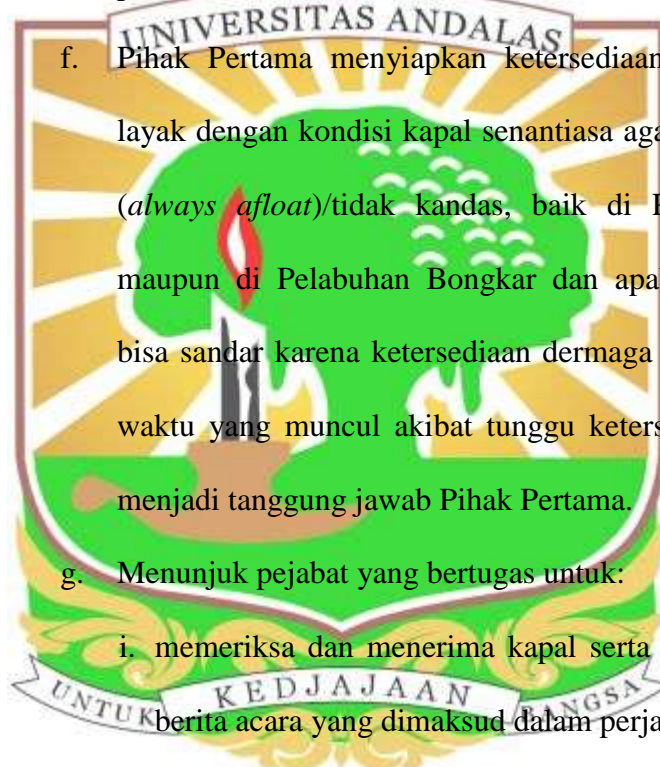 UNIVERSITAS ANDALAS
f. Pihak Pertama menyiapkan ketersediaan
layak dengan kondisi kapal senantiasa aga
(always afloat)/tidak kandas, baik di
maupun di Pelabuhan Bongkar dan apa
bisa sandar karena ketersediaan dermaga
waktu yang muncul akibat tunggu keters
menjadi tanggung jawab Pihak Pertama.
g. Menunjuk pejabat yang bertugas untuk:
i. memeriksa dan menerima kapal serta
berita acara yang dimaksud dalam perja
UNTUK KEDJAJAAN BANGSA